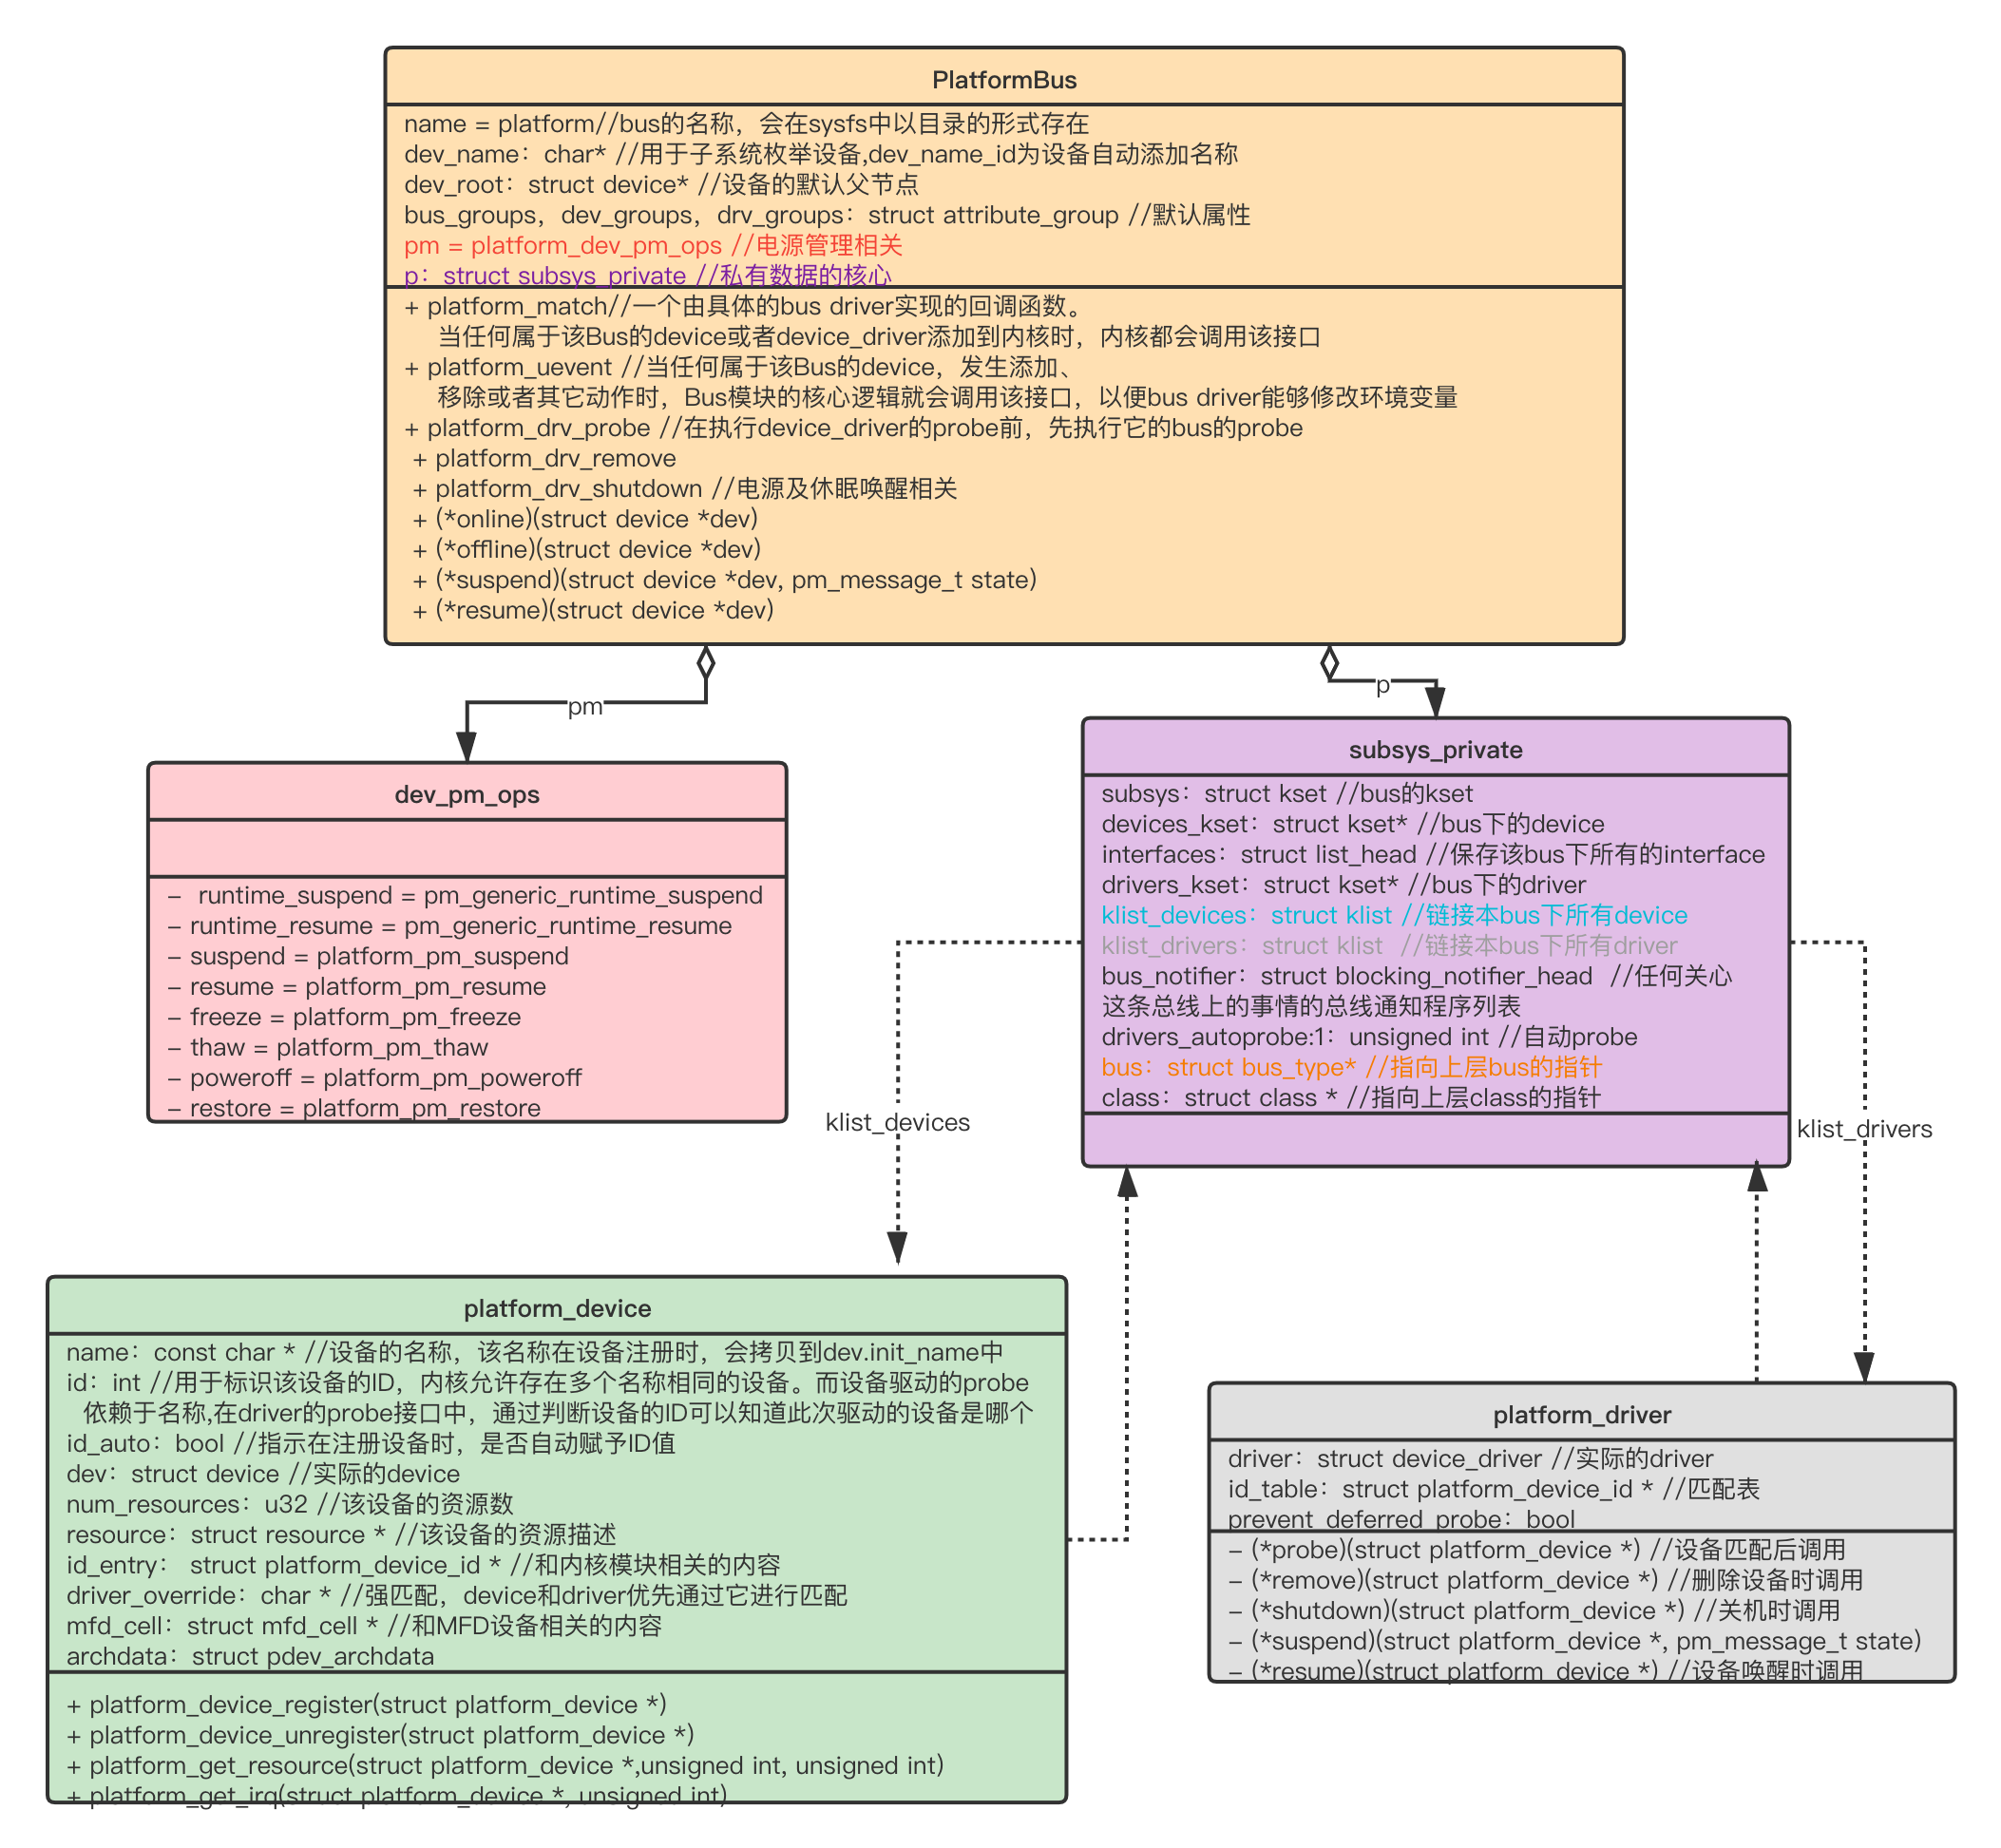 PlatformBus
name = platform//bus的名称，会在sysfs中以目录的形式存在
dev_name：char* //用于子系统枚举设备,dev_name_id为设备自动添加名称
dev_root：struct device* //设备的默认父节点
bus_groups，dev_groups，drv_groups：struct attribute_group //默认属性
pm = platform_dev_pm_ops //电源管理相关
p：struct subsys_private //私有数据的核心
+ platform_match//一个由具体的bus driver实现的回调函数。
当任何属于该Bus的device或者device_driver添加到内核时，内核都会调用该接口
+ platform_uevent //当任何属于该Bus的device，发生添加、
移除或者其它动作时，Bus模块的核心逻辑就会调用该接口，以便bus driver能够修改环境变量
+ platform_drv_probe //在执行device_driver的probe前，先执行它的bus的probe
+ platform_drv_remove
+ platform_drv_shutdown //电源及休眠唤醒相关
+ (*online)(struct device *dev)
+ (*offline)(struct device *dev)
+ (*suspend)(struct device *dev, pm_message_t state)
+ (*resume)(struct device *dev)
pm
p
dev_pm_ops
–  runtime_suspend = pm_generic_runtime_suspend
– runtime_resume = pm_generic_runtime_resume
– suspend = platform_pm_suspend
– resume = platform_pm_resume
– freeze = platform_pm_freeze
– thaw = platform_pm_thaw
– poweroff = platform_pm_poweroff
– restore = platform_pm_restore
subsys_private
subsys：struct kset //bus的kset
devices_kset：struct kset* //bus下的device
interfaces：struct list_head //保存该bus下所有的interface
drivers_kset：struct kset* //bus下的driver
klist_devices：struct klist //链接本bus下所有device
klist_drivers：struct klist  //链接本bus下所有driver
bus_notifier：struct blocking_notifier_head  //任何关心
这条总线上的事情的总线通知程序列表
drivers_autoprobe:1：unsigned int //自动probe
bus：struct bus_type* //指向上层bus的指针
class：struct class * //指向上层class的指针
klist_devices
klist_drivers
platform_device
name：const char * //设备的名称，该名称在设备注册时，会拷贝到dev.init_name中
id：int //用于标识该设备的ID，内核允许存在多个名称相同的设备。而设备驱动的probe
依赖于名称,在driver的probe接口中，通过判断设备的ID可以知道此次驱动的设备是哪个
id_auto：bool //指示在注册设备时，是否自动赋予ID值
dev：struct device //实际的device
num_resources：u32 //该设备的资源数
resource：struct resource * //该设备的资源描述
id_entry： struct platform_device_id * //和内核模块相关的内容
driver_override：char * //强匹配，device和driver优先通过它进行匹配
mfd_cell：struct mfd_cell * //和MFD设备相关的内容
archdata：struct pdev_archdata
+ platform_device_register(struct platform_device *)
+ platform_device_unregister(struct platform_device *)
+ platform_get_resource(struct platform_device *,unsigned int, unsigned int)
+ platform_get_irq(struct platform_device *, unsigned int)
platform_driver
driver：struct device_driver //实际的driver
id_table：struct platform_device_id * //匹配表
prevent_deferred_probe：bool
– (*probe)(struct platform_device *) //设备匹配后调用
– (*remove)(struct platform_device *) //删除设备时调用
– (*shutdown)(struct platform_device *) //关机时调用
– (*suspend)(struct platform_device *, pm_message_t state)
– (*resume)(struct platform_device *) //设备唤醒时调用